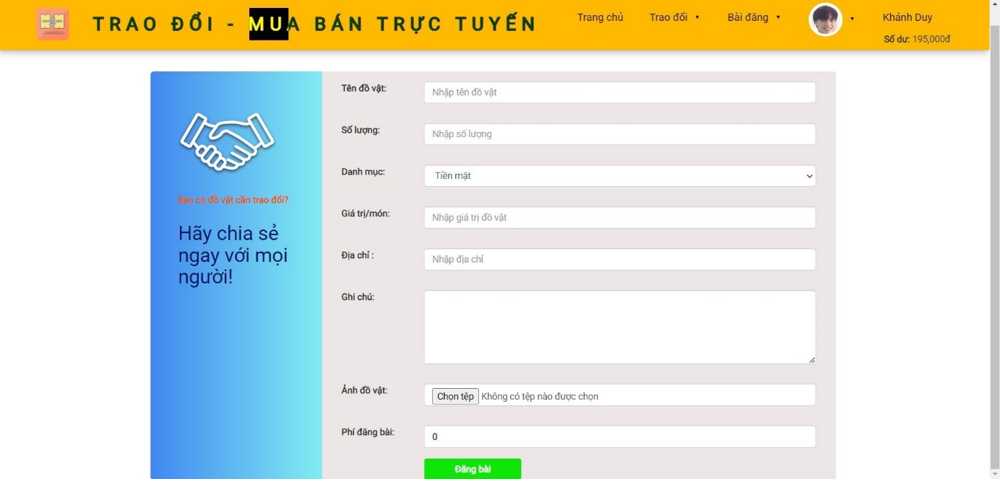 TRAO ĐỔI - MUA BÁN TRỰC TUYẾN
Trang chủ
Trao đổi
Bài đăng
Khánh Duy
Số dư: 195,000đ
Bạn có đồ vật cần trao đổi?
Hãy chia sẻ
ngay với mọi
người!
Tên đồ vật:
Nhập tên đồ vật
Số lượng:
Nhập số lượng
Danh mục:
Tiền mặt
Giá trị/món:
Nhập giá trị đồ vật
Địa chỉ :
Nhập địa chỉ
Ghi chú:
Ảnh đồ vật:
Chọn tệp Không có tệp nào được chọn
Phí đăng bài:
0
Đăng bài